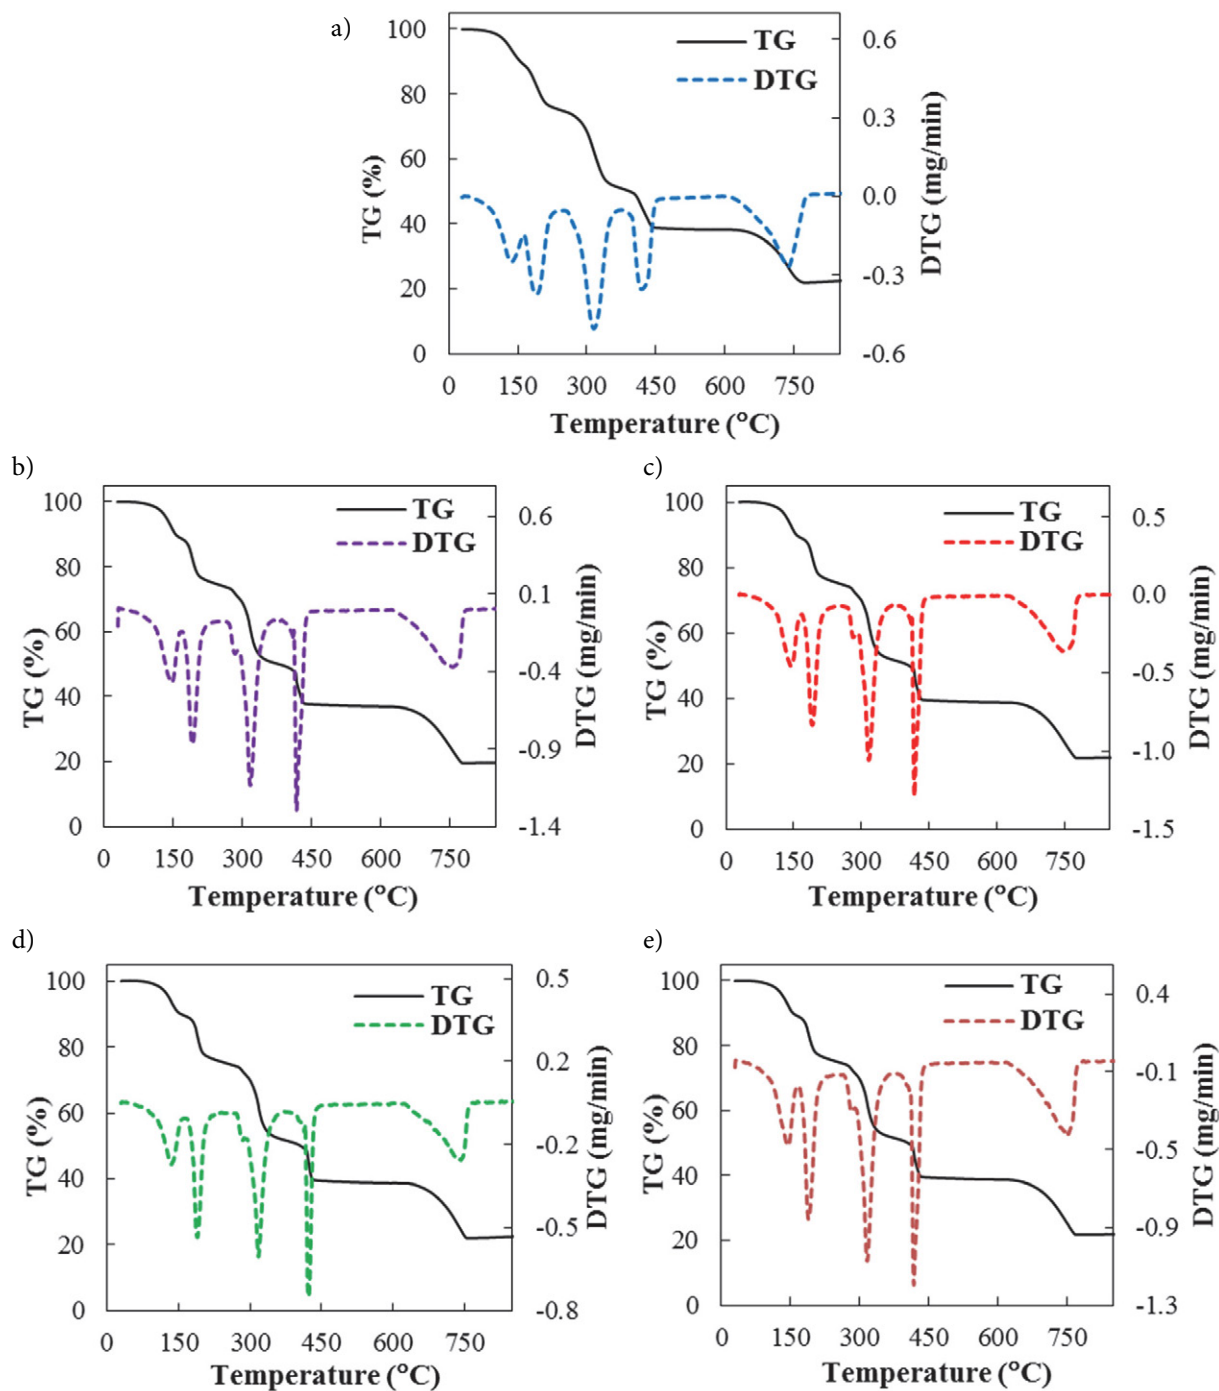 a)
TG
DTG
100
80
60
40
20
0
TG (%)
0.6
0.3
0.0
-0.3
-0.6
DTG (mg/min)
0 150 300 450 600 750
Temperature (°C)
b)
TG
DTG
100
80
60
40
20
0
TG (%)
0.6
0.1
-0.4
-0.9
-1.4
DTG (mg/min)
0 150 300 450 600 750
Temperature (°C)
c)
TG
DTG
100
80
60
40
20
0
TG (%)
0.5
0.0
-0.5
-1.0
-1.5
DTG (mg/min)
0 150 300 450 600 750
Temperature (°C)
d)
TG
DTG
100
80
60
40
20
0
TG (%)
0.5
0.2
-0.2
-0.5
-0.8
DTG (mg/min)
0 150 300 450 600 750
Temperature (°C)
e)
TG
DTG
100
80
60
40
20
0
TG (%)
0.4
-0.1
-0.5
-0.9
-1.3
DTG (mg/min)
0 150 300 450 600 750
Temperature (°C)